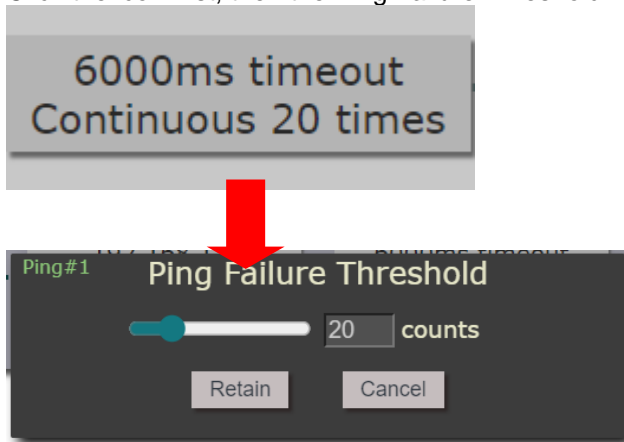 6000ms timeout
Continuous 20 times
Ping#1
Ping Failure Threshold
20 counts
Retain Cancel